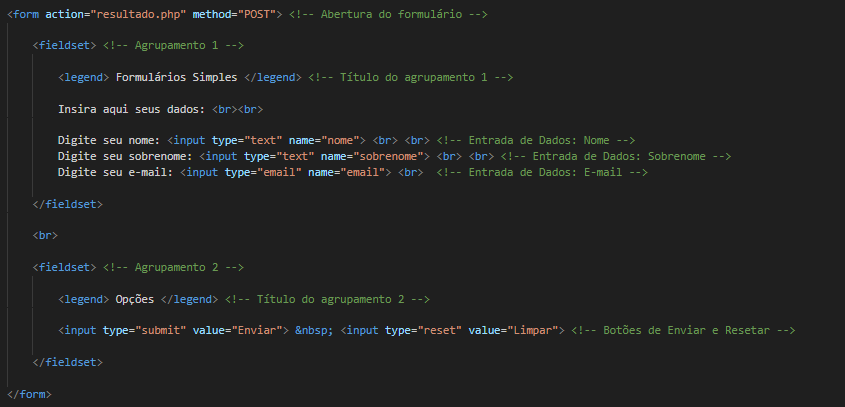 <form action="resultado.php" method="POST"> <!-- Abertura do formulário -->
<fieldset> <!-- Agrupamento 1 -->
<legend> Formulários Simples </legend> <!-- Título do agrupamento 1 -->
Insira aqui seus dados: <br><br>
Digite seu nome: <input type="text" name="nome"> <br> <br> <!-- Entrada de Dados: Nome -->
Digite seu sobrenome: <input type="text" name="sobrenome"> <br> <br> <!-- Entrada de Dados: Sobrenome -->
Digite seu e-mail: <input type="email" name="email"> <br>  <!-- Entrada de Dados: E-mail -->
</fieldset>
<br>
<fieldset> <!-- Agrupamento 2 -->
<legend> Opções </legend> <!-- Título do agrupamento 2 -->
<input type="submit" value="Enviar"> &nbsp; <input type="reset" value="Limpar"> <!-- Botões de Enviar e Resetar -->
</fieldset>
</form>